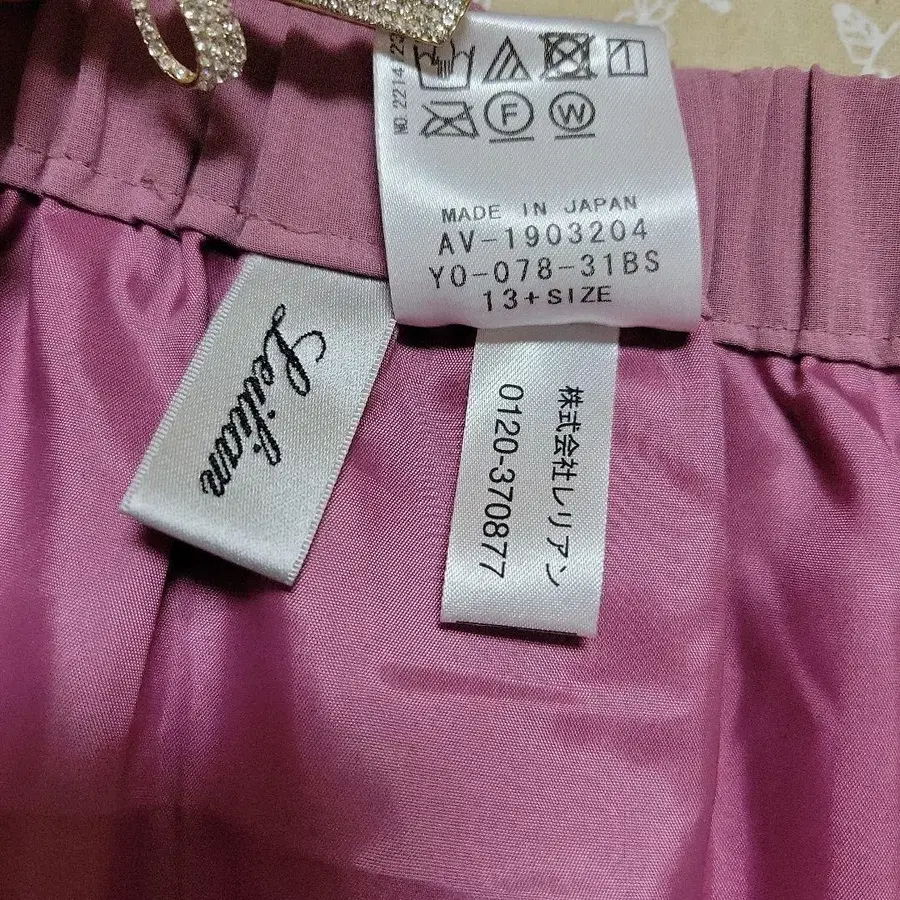 F W
MADE IN JAPAN
AV-1903204
Y0-078-31BS
13+SIZE
Leilian
株式会社レリアン
0120-370877